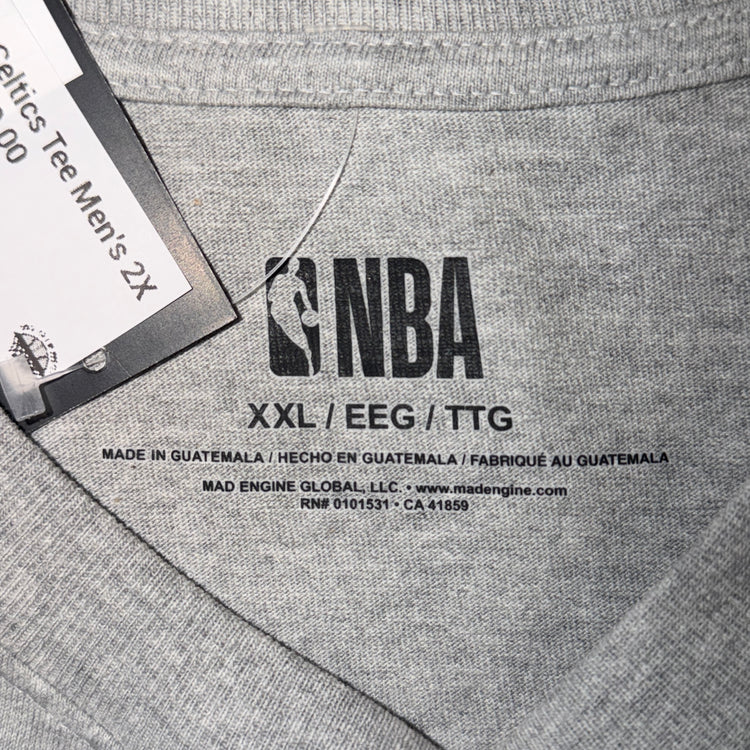 Celtics Tee Men's 2X
.00
NBA
XXL / EEG / TTG
MADE IN GUATEMALA / HECHO EN GUATEMALA / FABRIQUÉ AU GUATEMALA
MAD ENGINE GLOBAL, LLC. • www.madengine.com
RN# 0101531 • CA 41859